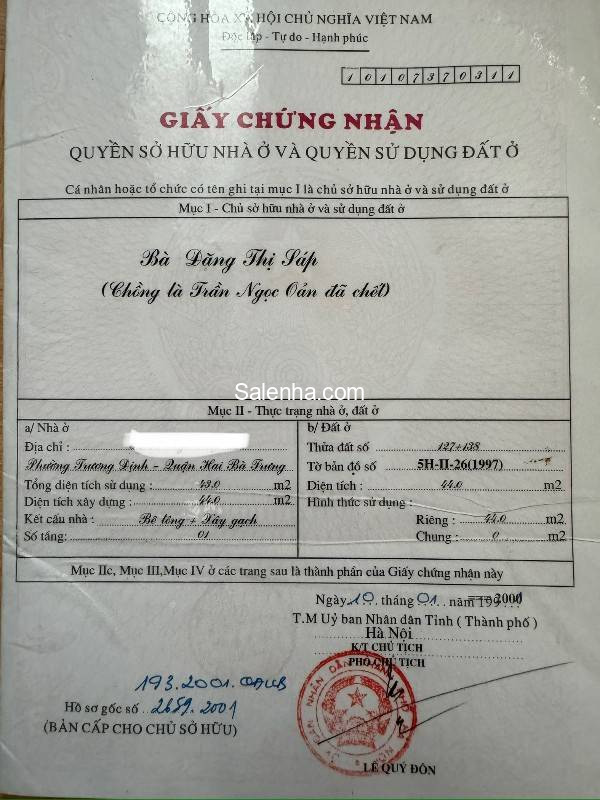 CỘNG HÒA XÃ HỘI CHỦ NGHĨA VIỆT NAM
Độc lập - Tự do - Hạnh phúc
10107370311
GIẤY CHỨNG NHẬN
QUYỀN SỞ HỮU NHÀ Ở VÀ QUYỀN SỬ DỤNG ĐẤT Ở
Cá nhân hoặc tổ chức có tên ghi tại mục I là chủ sở hữu nhà ở và sử dụng đất ở
Mục I - Chủ sở hữu nhà ở và sử dụng đất ở
Bà Đặng Thị Sáp
(Chồng là Trần Ngọc Oản đã chết)
Salenha.com
Mục II - Thực trạng nhà ở, đất ở
a/ Nhà ở
Địa chỉ :
Phường Trương Định - Quận Hai Bà Trưng
Tổng diện tích sử dụng : 43.0 m2
Diện tích xây dựng : 44.0 m2
Kết cấu nhà : Bê tông + Xây gạch
Số tầng: 01
b/ Đất ở
Thửa đất số 127+138
Tờ bản đồ số 5H-II-26(1997)
Diện tích : 44.0 m2
Hình thức sử dụng :
Riêng : 44.0 m2
Chung : 0 m2
Mục IIc, Mục III,Mục IV ở các trang sau là thành phần của Giấy chứng nhận này
Ngày 10 tháng 01 năm 2001
T.M Uỷ ban Nhân dân Tỉnh ( Thành phố )
Hà Nội
K/T CHỦ TỊCH
PHÓ CHỦ TỊCH
193.2001.QĐUB
Hồ sơ gốc số 2659.2001
(BẢN CẤP CHO CHỦ SỞ HỮU)
LÊ QUÝ ĐÔN